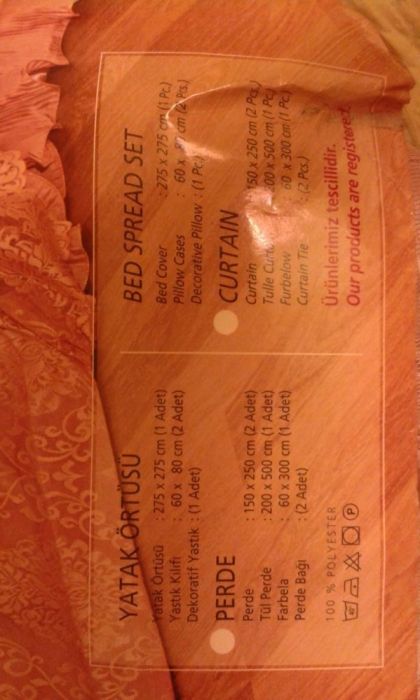 YATAK ÖRTÜSÜ
Yatak Örtüsü : 275 x 275 cm (1 Adet)
Yastık Kılıfı : 60 x 80 cm (2 Adet)
Dekoratif Yastık : (1 Adet)
PERDE
Perde : 150 x 250 cm (2 Adet)
Tül Perde : 200 x 500 cm (1 Adet)
Farbela : 60 x 300 cm (1 Adet)
Perde Bağı : (2 Adet)
100 % POLYESTER
P
BED SPREAD SET
Bed Cover : 275 x 275 cm (1 Pc.)
Pillow Cases : 60 x cm (2 Pcs.)
Decorative Pillow : (1 Pc.)
CURTAIN
Curtain 150 x 250 cm (2 Pcs.)
Tulle x 500 cm (1 Pc.)
Furbelow 60 x 300 cm (1 Pc.)
Curtain Tie : (2 Pcs.)
Ürünlerimiz tescillidir.
Our products are registered